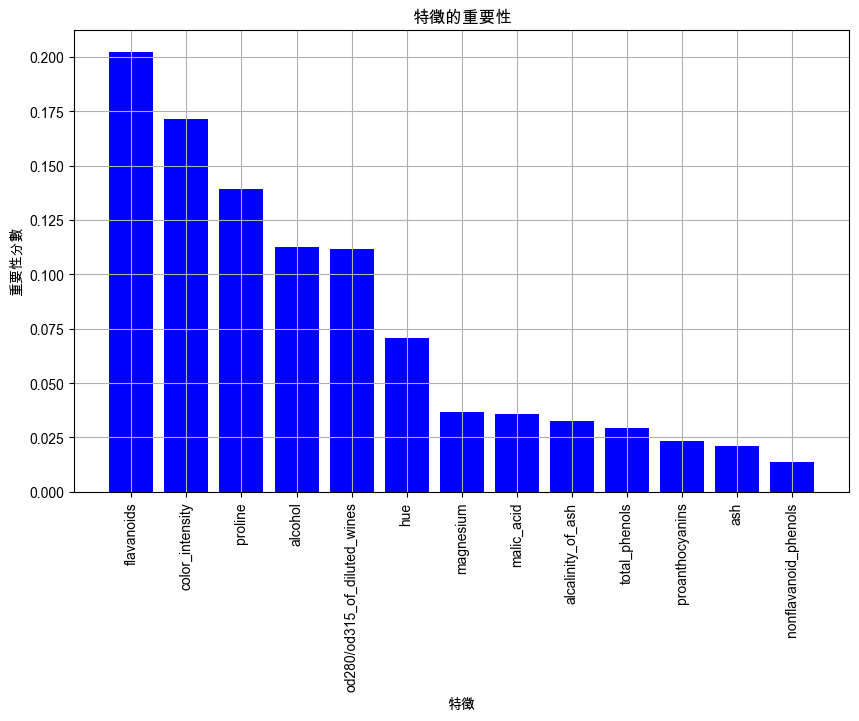 特徵的重要性
重要性分數
0.200
0.175
0.150
0.125
0.100
0.075
0.050
0.025
0.000
flavanoids
color_intensity
proline
alcohol
od280/od315_of_diluted_wines
hue
magnesium
malic_acid
alcalinity_of_ash
total_phenols
proanthocyanins
ash
nonflavanoid_phenols
特徵